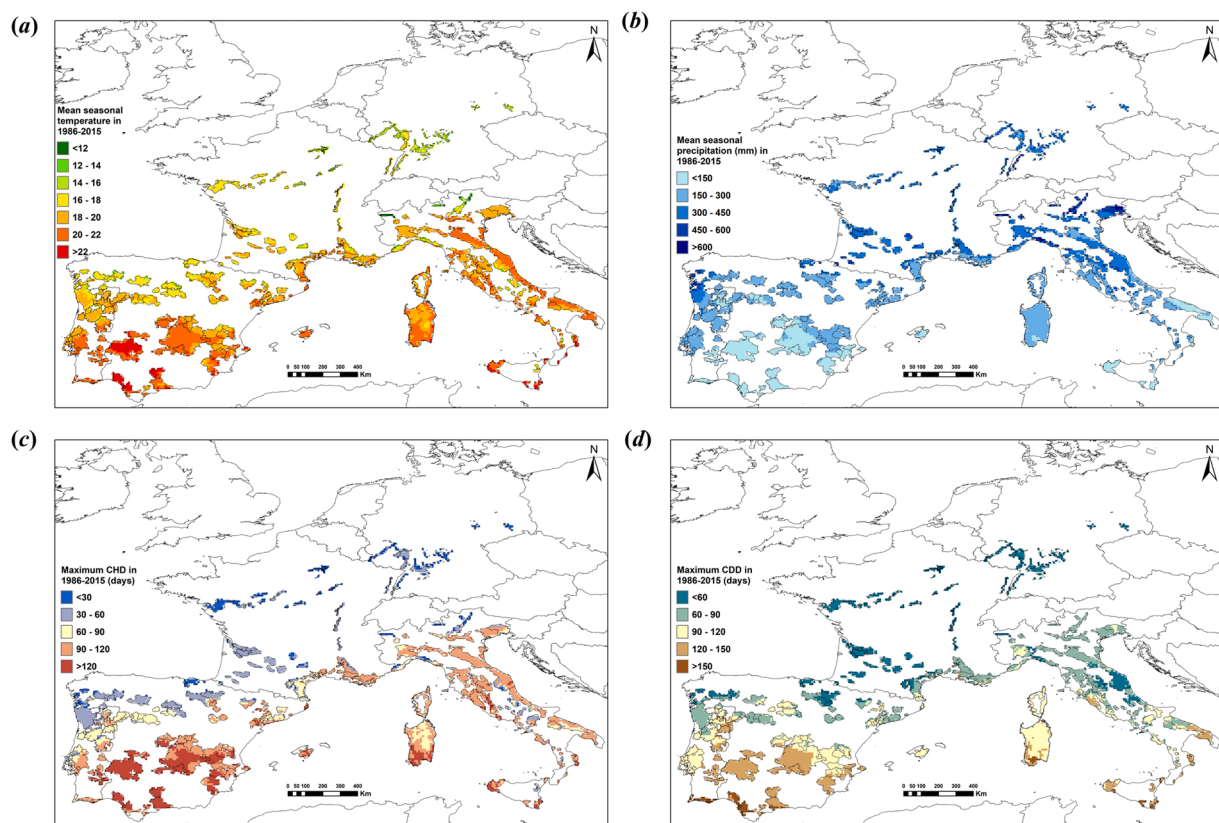 (a)
N
Mean seasonal
temperature in
1986-2015
<12
12 - 14
14 - 16
16 - 18
18 - 20
20 - 22
>22
0 50 100 200 300 400
Km
(b)
N
Mean seasonal
precipitation (mm) in
1986-2015
<150
150 - 300
300 - 450
450 - 600
>600
0 50 100 200 300 400
Km
(c)
N
Maximum CHD in
1986-2015 (days)
<30
30 - 60
60 - 90
90 - 120
>120
0 50 100 200 300 400
Km
(d)
N
Maximum CDD in
1986-2015 (days)
<60
60 - 90
90 - 120
120 - 150
>150
0 50 100 200 300 400
Km